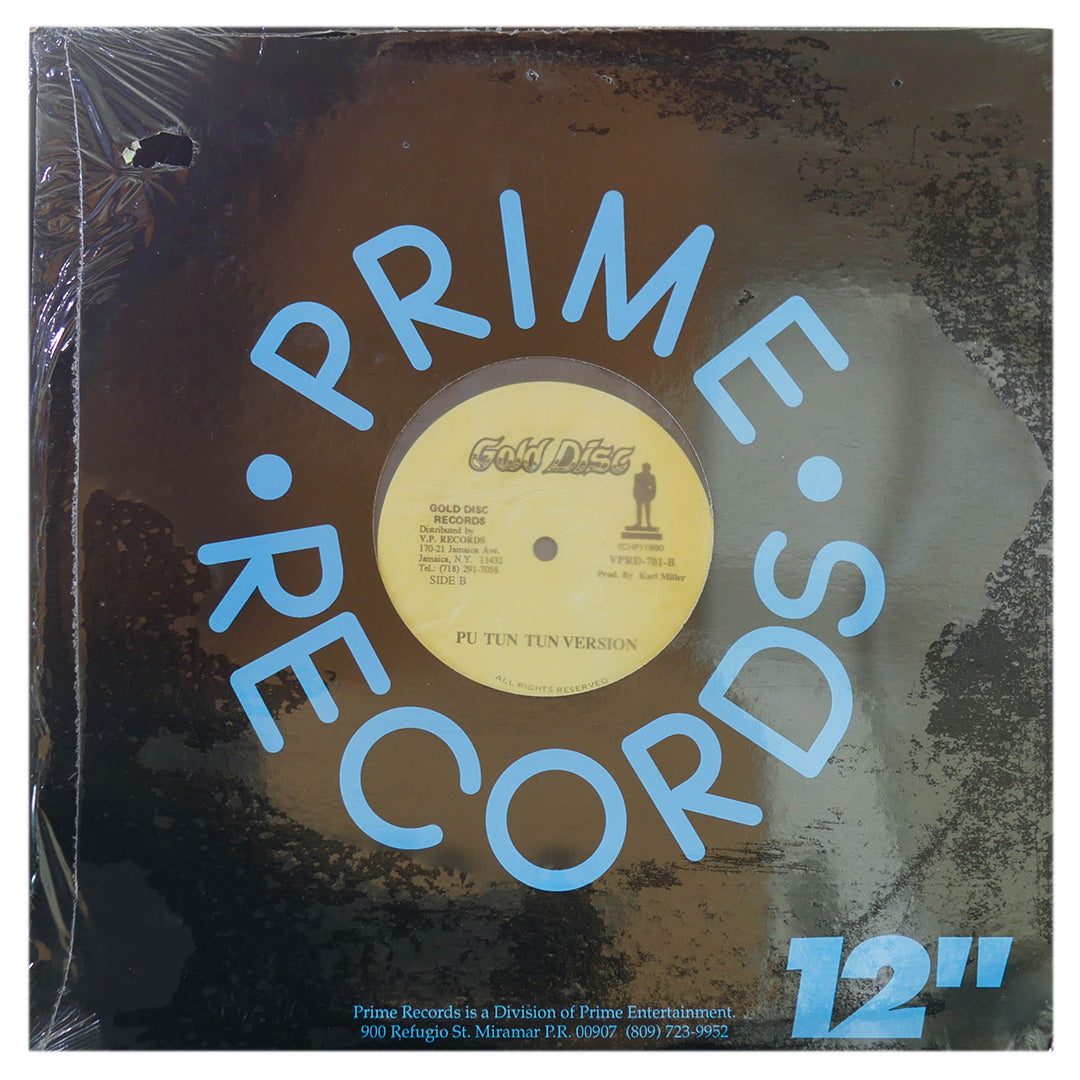 PRIME
• RECORDS •
Gold Disc
GOLD DISC
RECORDS
Distributed by
V.P. RECORDS
170-21 Jamaica Ave.
Jamaica, N.Y. 11432
Tel.: (718) 291-7058
SIDE B
(CHP)1990
VPRD-701-B
Prod. By Karl Miller
PU TUN TUN VERSION
ALL RIGHTS RESERVED
12"
Prime Records is a Division of Prime Entertainment.
900 Refugio St. Miramar P.R. 00907 (809) 723-9952